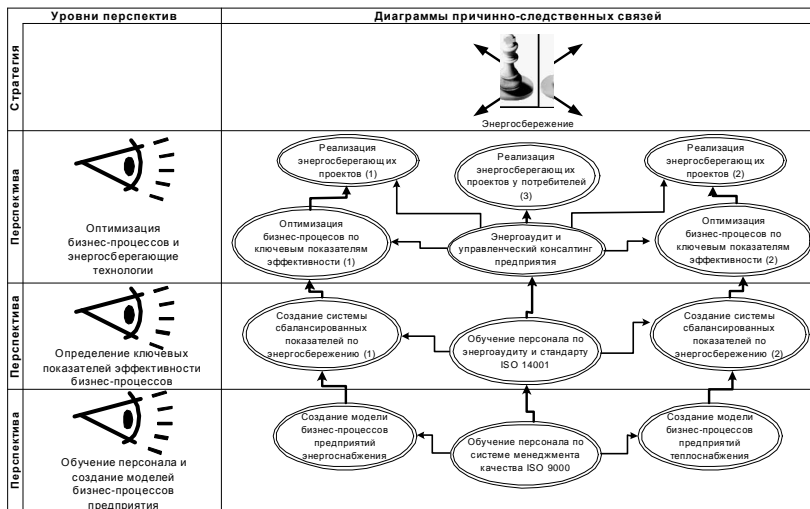 Уровни перспектив
Диаграммы причинно-следственных связей
Стратегия
Энергосбережение
Перспектива
Оптимизация
бизнес-процессов и
энергосберегающие
технологии
Реализация
энергосберегающих
проектов (1)
Реализация
энергосберегающих
проектов у потребителей
(3)
Реализация
энергосберегающих
проектов (2)
Оптимизация
бизнес-процесов по
ключевым показателям
эффективности (1)
Энергоаудит и
управленческий консалтинг
предприятия
Оптимизация
бизнес-процессов по
ключевым показателям
эффективности (2)
Перспектива
Определение ключевых
показателей эффективности
бизнес-процессов
Создание системы
сбалансированных
показателей по
энергосбережению (1)
Обучение персонала по
энергоаудиту и стандарту
ISO 14001
Создание системы
сбалансированных
показателей по
энергосбережению (2)
Перспектива
Обучение персонала и
создание моделей
бизнес-процессов
предприятия
Создание модели
бизнес-процессов
предприятий
энергоснабжения
Обучение персонала по
системе менеджмента
качества ISO 9000
Создание модели
бизнес-процессов
предприятий
теплоснабжения